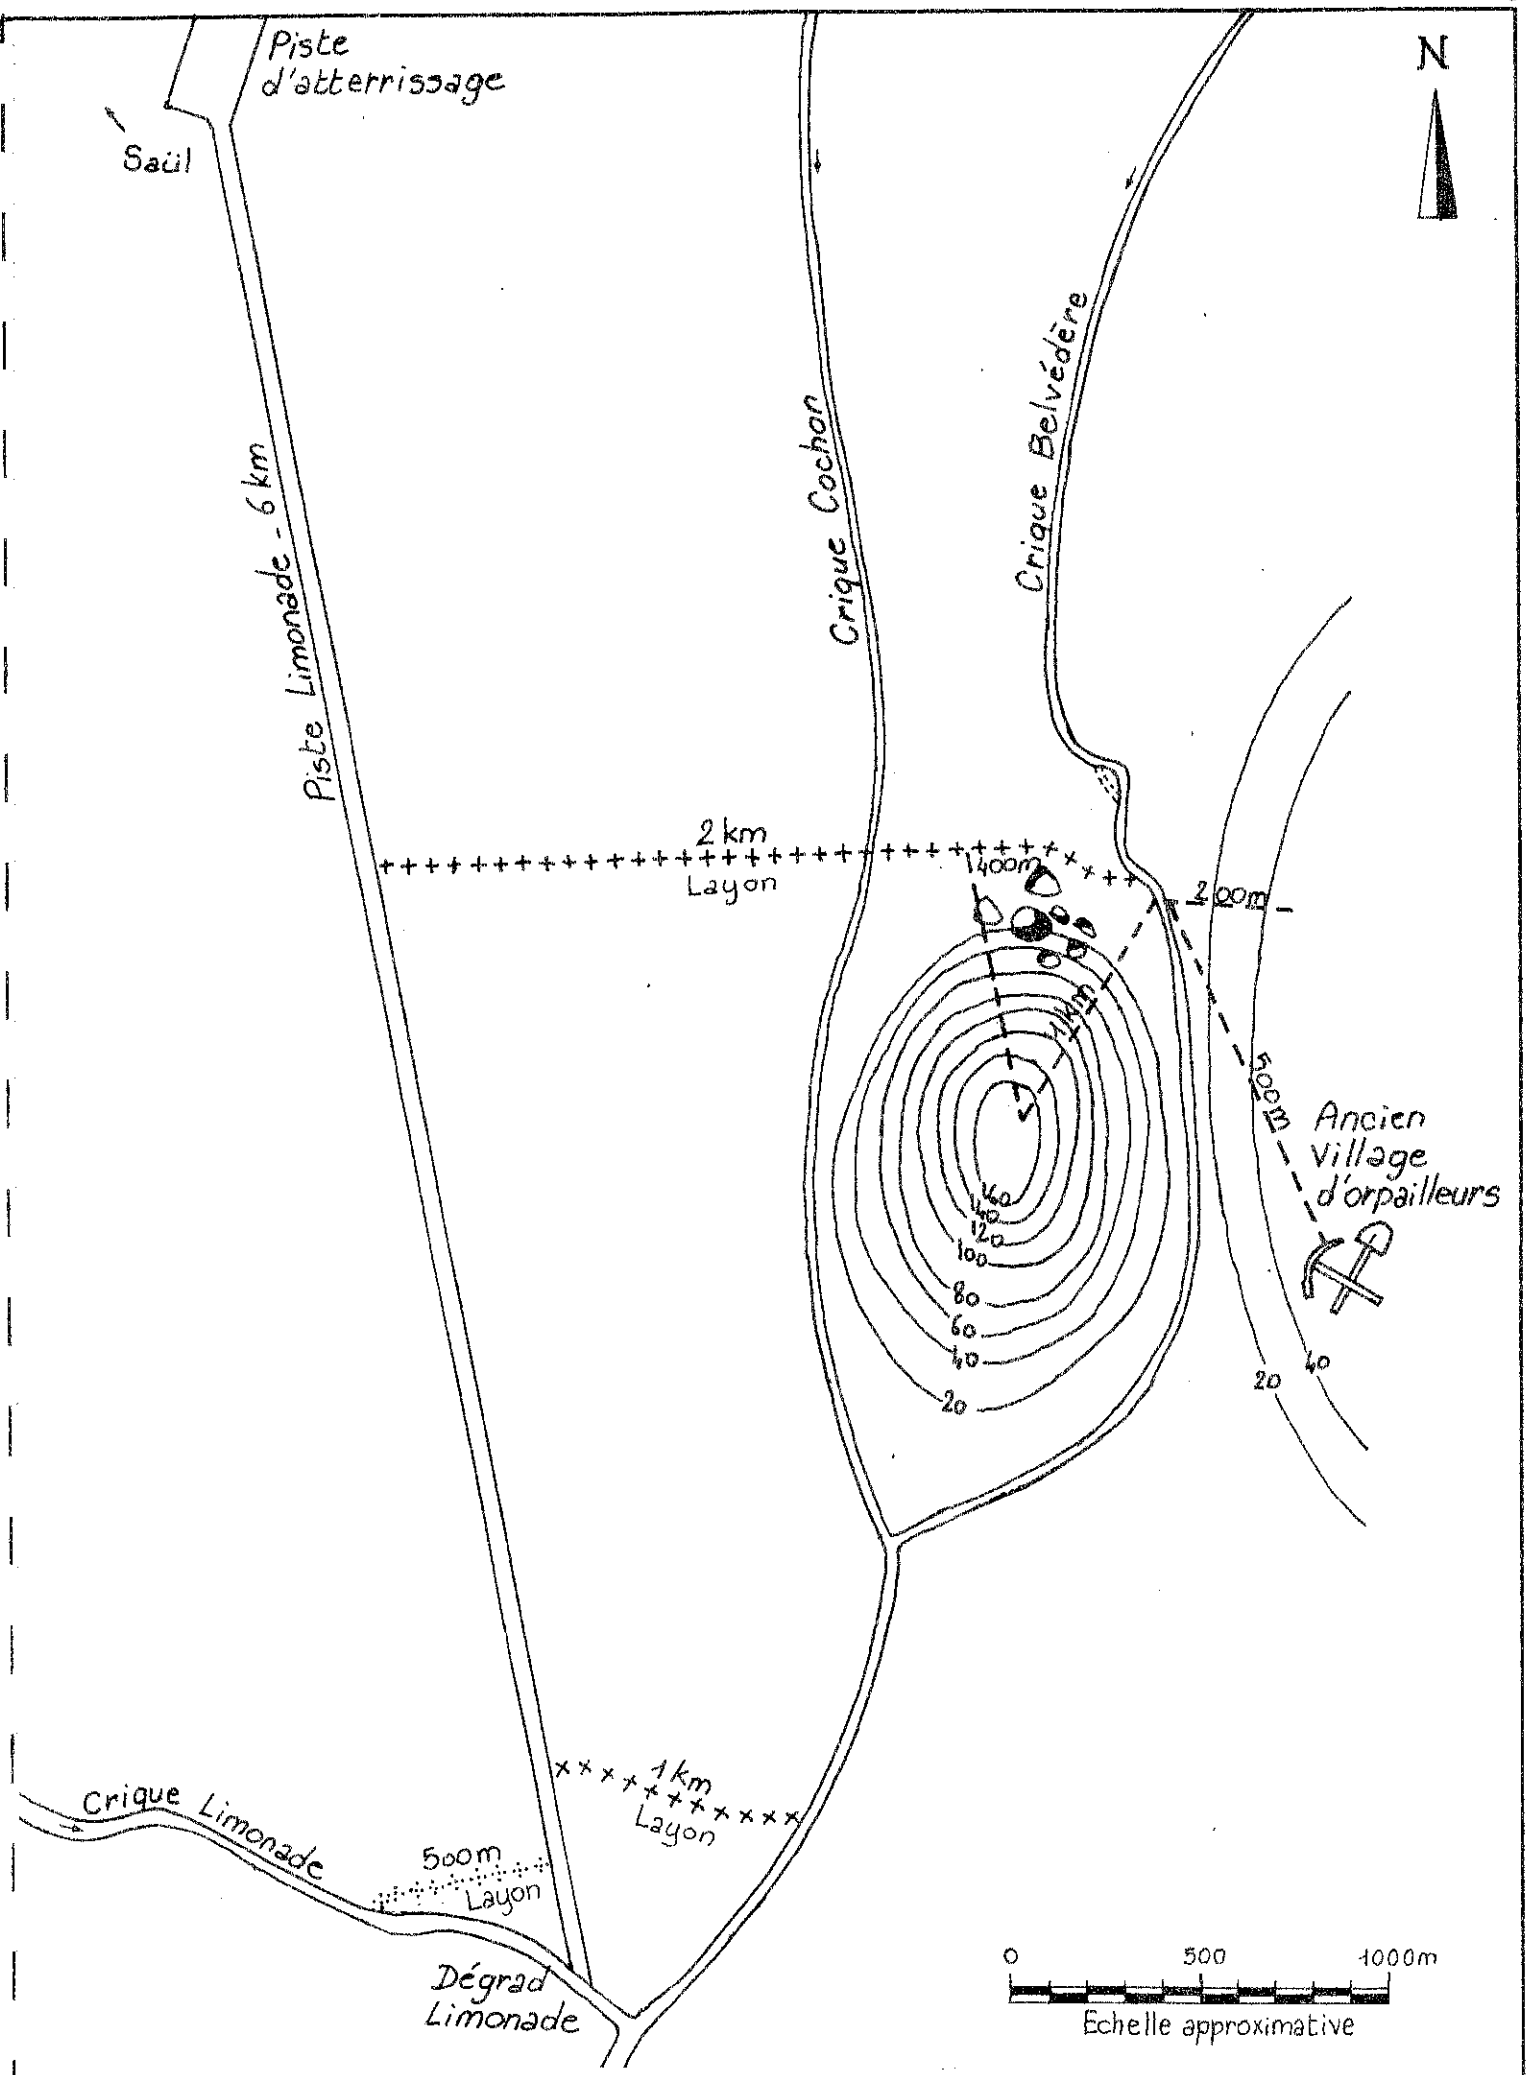 Piste
d'atterrissage
N
Saül
Piste Limonade - 6 km
Crique Cochon
Crique Belvédère
2 km
Layon
1400m
200m
1 km
500m
Ancien
Village
d'orpailleurs
160
140
120
100
80
60
40
20
20
40
1 km
Layon
Crique Limonade
500m
Layon
Dégrad
Limonade
0 500 1000m
Echelle approximative